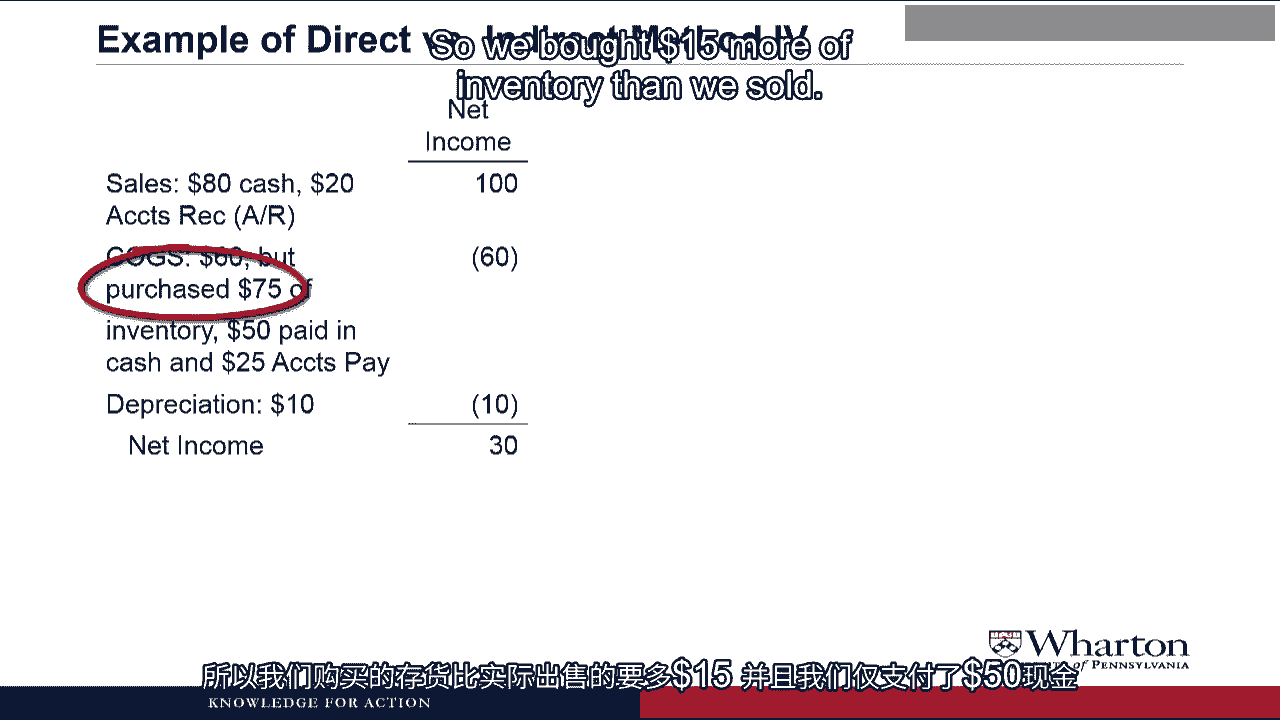 Example of Direct vs. Indirect Method IV
So we bought $15 more of
inventory than we sold.
Net
Income
Sales: $80 cash, $20
Accts Rec (A/R)
100
COGS: $60, but
purchased $75 of
inventory, $50 paid in
cash and $25 Accts Pay
(60)
Depreciation: $10
(10)
Net Income
30
Wharton
of PENNSYLVANIA
所以我们购买的存货比实际出售的要多$15 并且我们仅支付了$50现金
KNOWLEDGE FOR ACTION